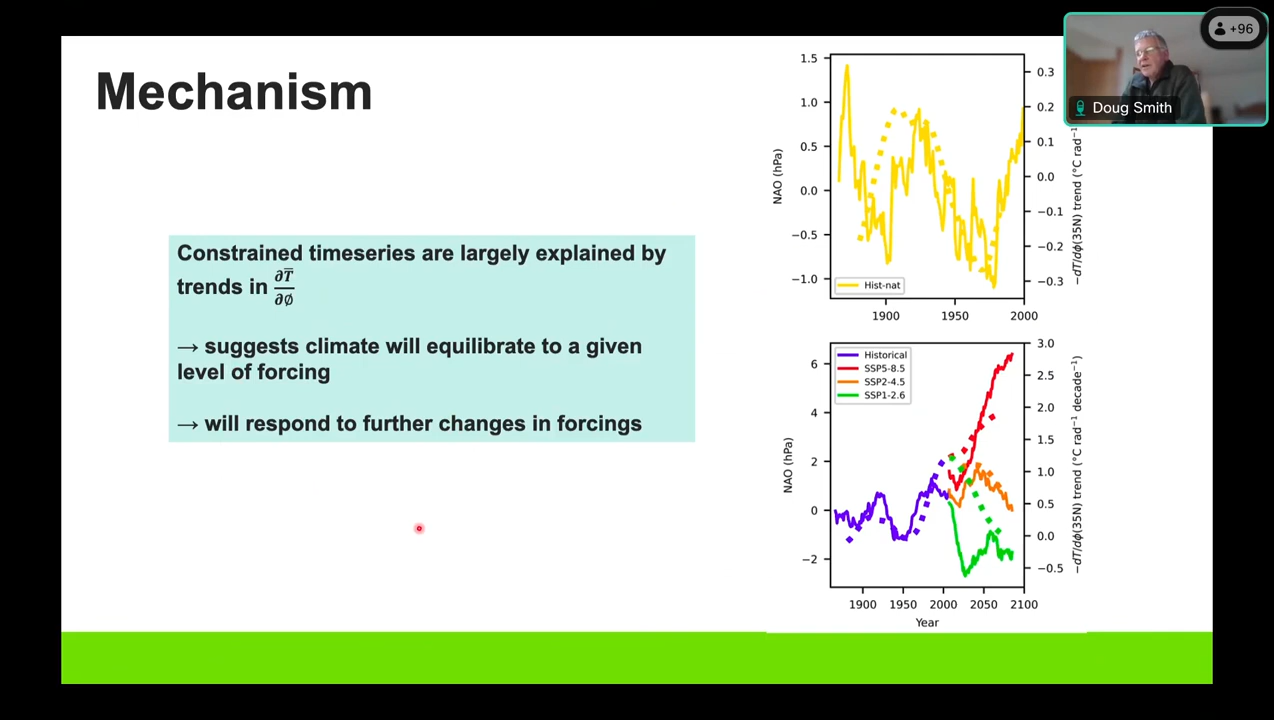 Mechanism
Constrained timeseries are largely explained by
trends in ∂T̅/∂Ø
→ suggests climate will equilibrate to a given
level of forcing
→ will respond to further changes in forcings
+96
Doug Smith
1.5
1.0
0.5
0.0
−0.5
−1.0
NAO (hPa)
0.3
0.2
0.1
0.0
−0.1
−0.2
−0.3
−dT/dϕ(35N) trend (°C rad⁻¹
Hist-nat
1900
1950
2000
6
4
2
0
−2
NAO (hPa)
Historical
SSP5-8.5
SSP2-4.5
SSP1-2.6
3.0
2.5
2.0
1.5
1.0
0.5
0.0
−0.5
−dT/dϕ(35N) trend (°C rad⁻¹ decade⁻¹)
1900
1950
2000
2050
2100
Year